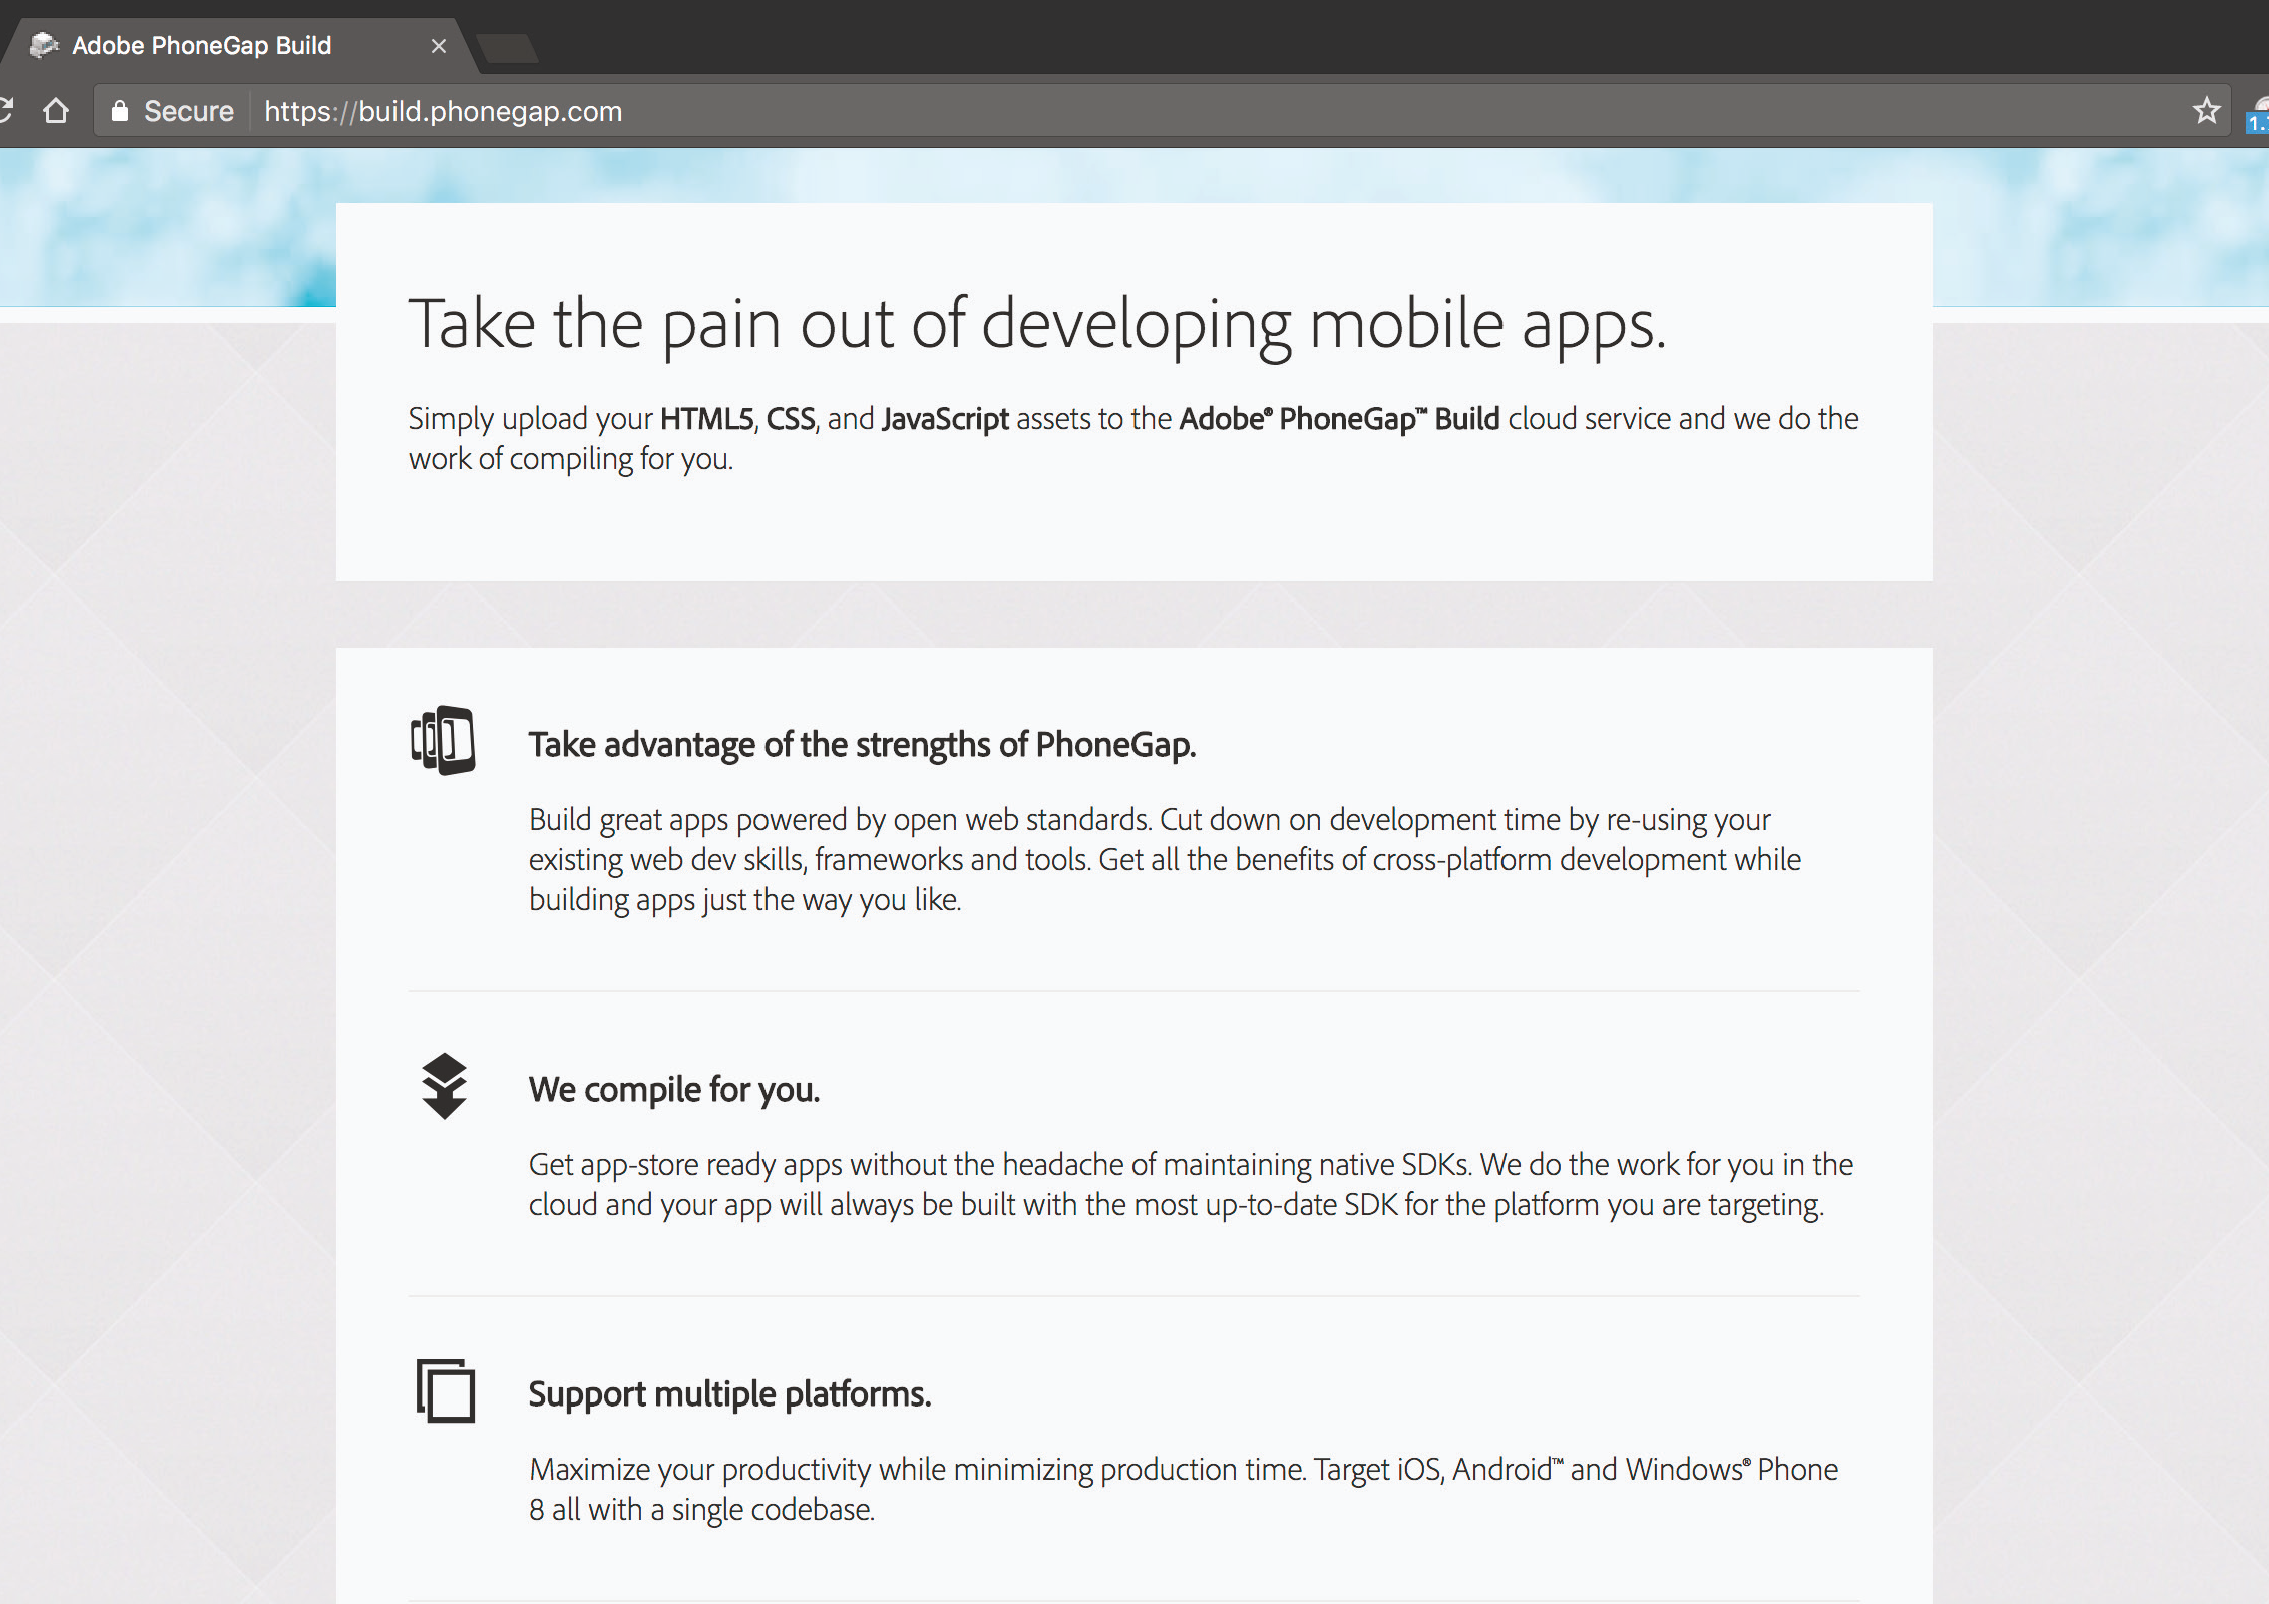 Adobe PhoneGap Build
Secure https://build.phonegap.com
1.
Take the pain out of developing mobile apps.
Simply upload your HTML5, CSS, and JavaScript assets to the Adobe® PhoneGap™ Build cloud service and we do the
work of compiling for you.
Take advantage of the strengths of PhoneGap.
Build great apps powered by open web standards. Cut down on development time by re-using your
existing web dev skills, frameworks and tools. Get all the benefits of cross-platform development while
building apps just the way you like.
We compile for you.
Get app-store ready apps without the headache of maintaining native SDKs. We do the work for you in the
cloud and your app will always be built with the most up-to-date SDK for the platform you are targeting.
Support multiple platforms.
Maximize your productivity while minimizing production time. Target iOS, Android™ and Windows® Phone
8 all with a single codebase.